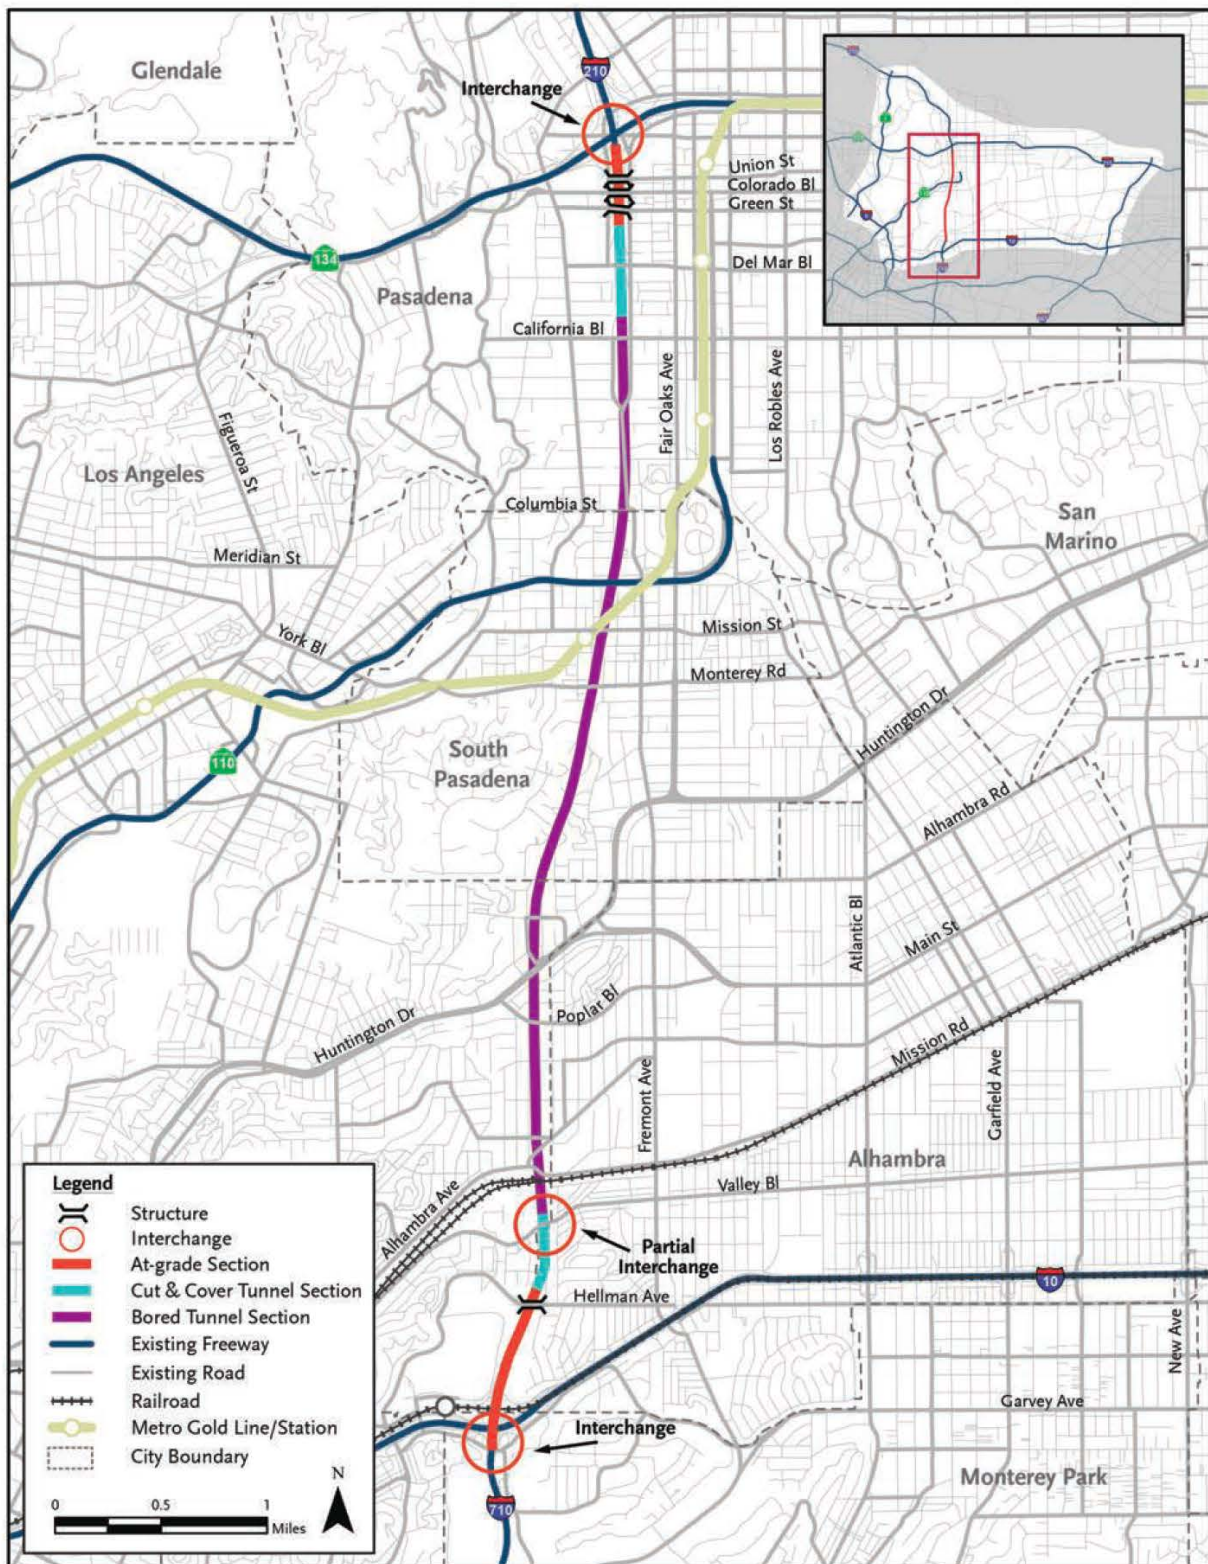 Glendale
210
Interchange
Union St
Colorado Bl
Green St
134
Del Mar Bl
Pasadena
California Bl
Fair Oaks Ave
Los Robles Ave
Figueroa St
Los Angeles
Columbia St
San
Marino
Meridian St
York Bl
Mission St
Monterey Rd
Huntington Dr
South
Pasadena
110
Alhambra Rd
Atlantic Bl
Main St
Poplar Bl
Huntington Dr
Mission Rd
Fremont Ave
Garfield Ave
Alhambra
Valley Bl
Alhambra Ave
Partial
Interchange
10
Hellman Ave
New Ave
Garvey Ave
Interchange
Monterey Park
710
Legend
Structure
Interchange
At-grade Section
Cut & Cover Tunnel Section
Bored Tunnel Section
Existing Freeway
Existing Road
Railroad
Metro Gold Line/Station
City Boundary
N
0 0.5 1
Miles